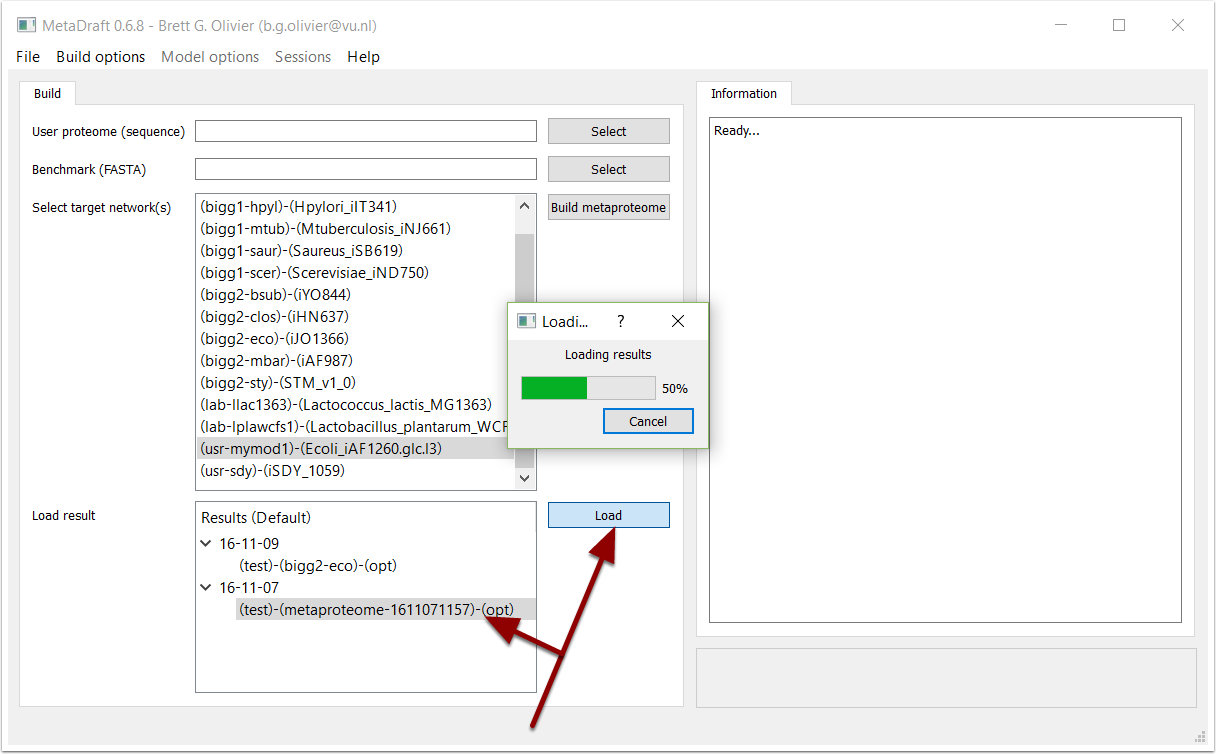 MetaDraft 0.6.8 - Brett G. Olivier (b.g.olivier@vu.nl)
File Build options Model options Sessions Help
Build
User proteome (sequence) Select
Benchmark (FASTA) Select
Select target network(s) Build metaproteome
(bigg1-hpyl)-(Hpylori_iIT341)
(bigg1-mtub)-(Mtuberculosis_iNJ661)
(bigg1-saur)-(Saureus_iSB619)
(bigg1-scer)-(Scerevisiae_iND750)
(bigg2-bsub)-(iYO844)
(bigg2-clos)-(iHN637)
(bigg2-eco)-(iJO1366)
(bigg2-mbar)-(iAF987)
(bigg2-sty)-(STM_v1_0)
(lab-llac1363)-(Lactococcus_lactis_MG1363)
(lab-lplawcfs1)-(Lactobacillus_plantarum_WCF
(usr-mymod1)-(Ecoli_iAF1260.glc.l3)
(usr-sdy)-(iSDY_1059)
Load result Load
Results (Default)
16-11-09
(test)-(bigg2-eco)-(opt)
16-11-07
(test)-(metaproteome-1611071157)-(opt)
Loadi... ?
Loading results
50%
Cancel
Information
Ready...